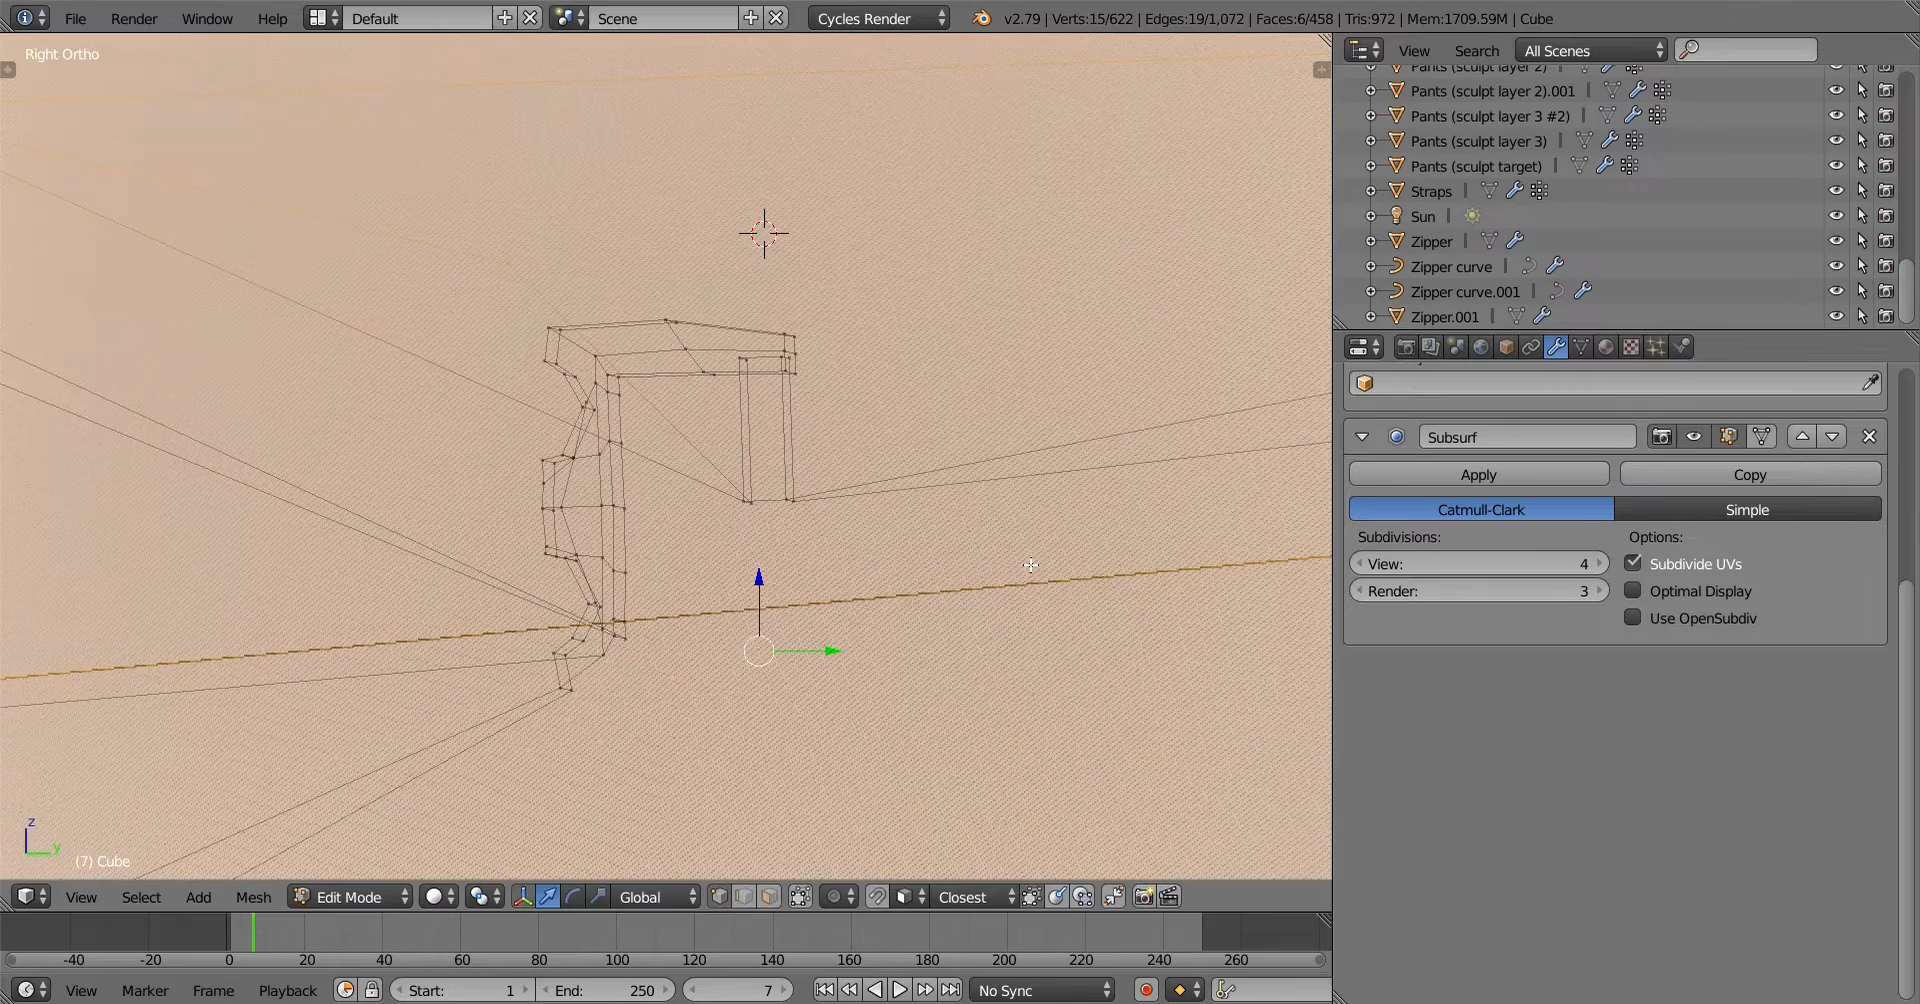 File Render Window Help Default Scene Cycles Render v2.79 | Verts:15/622 | Edges:19/1,072 | Faces:6/458 | Tris:972 | Mem:1709.59M | Cube
Right Ortho
View Search All Scenes
Pants (sculpt layer 2)
Pants (sculpt layer 2).001
Pants (sculpt layer 3 #2)
Pants (sculpt layer 3)
Pants (sculpt target)
Straps
Sun
Zipper
Zipper curve
Zipper curve.001
Zipper.001
Subsurf
Apply Copy
Catmull-Clark Simple
Subdivisions: Options:
View: 4 Subdivide UVs
Render: 3 Optimal Display
Use OpenSubdiv
z
y
(7) Cube
View Select Add Mesh Edit Mode Global Closest
-40 -20 0 20 40 60 80 100 120 140 160 180 200 220 240 260
View Marker Frame Playback Start: 1 End: 250 7 No Sync